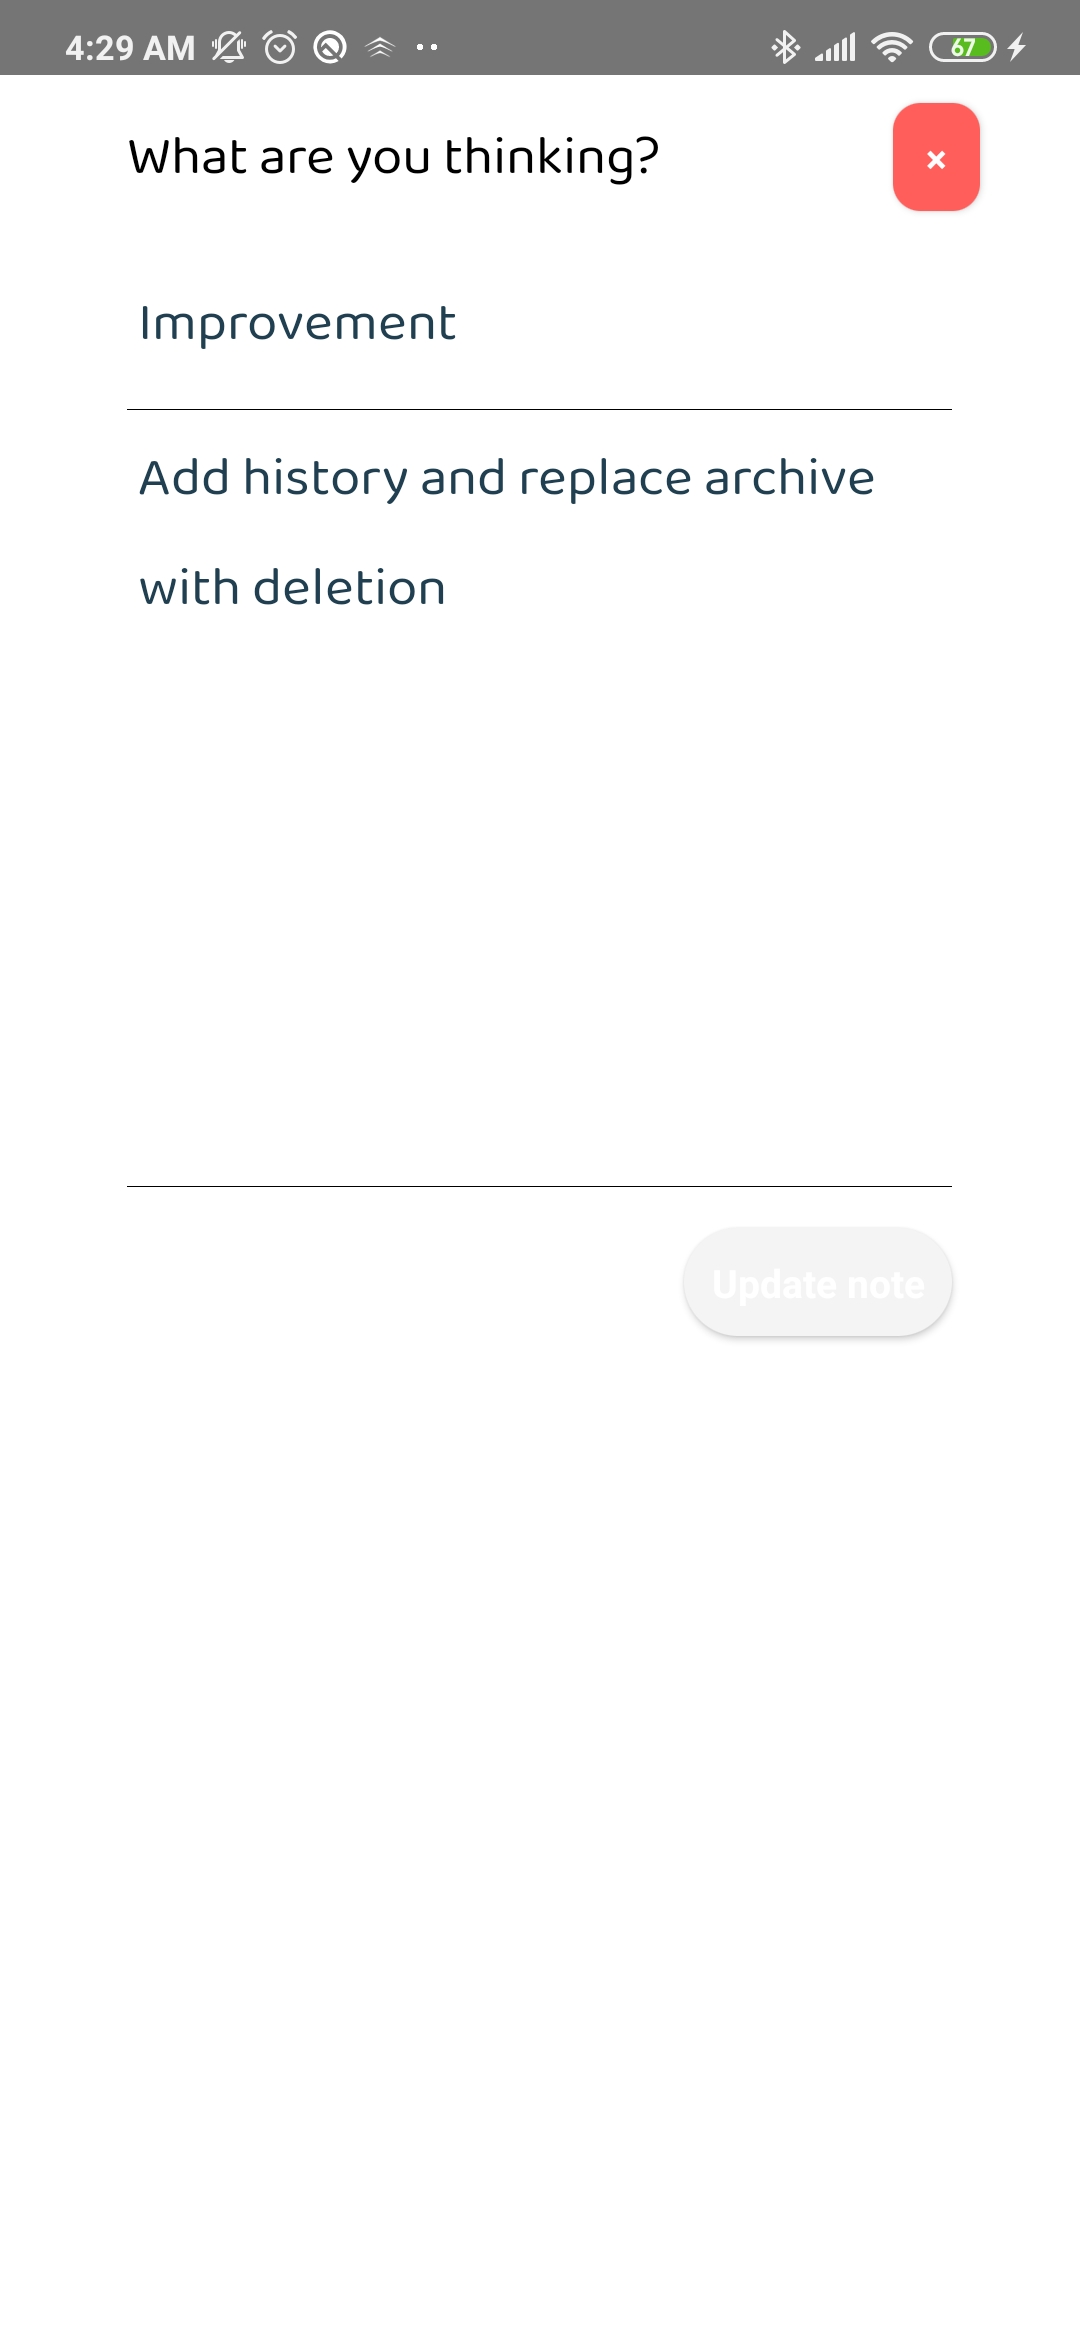 4:29 AM
67
What are you thinking?
×
Improvement
Add history and replace archive
with deletion
Update note